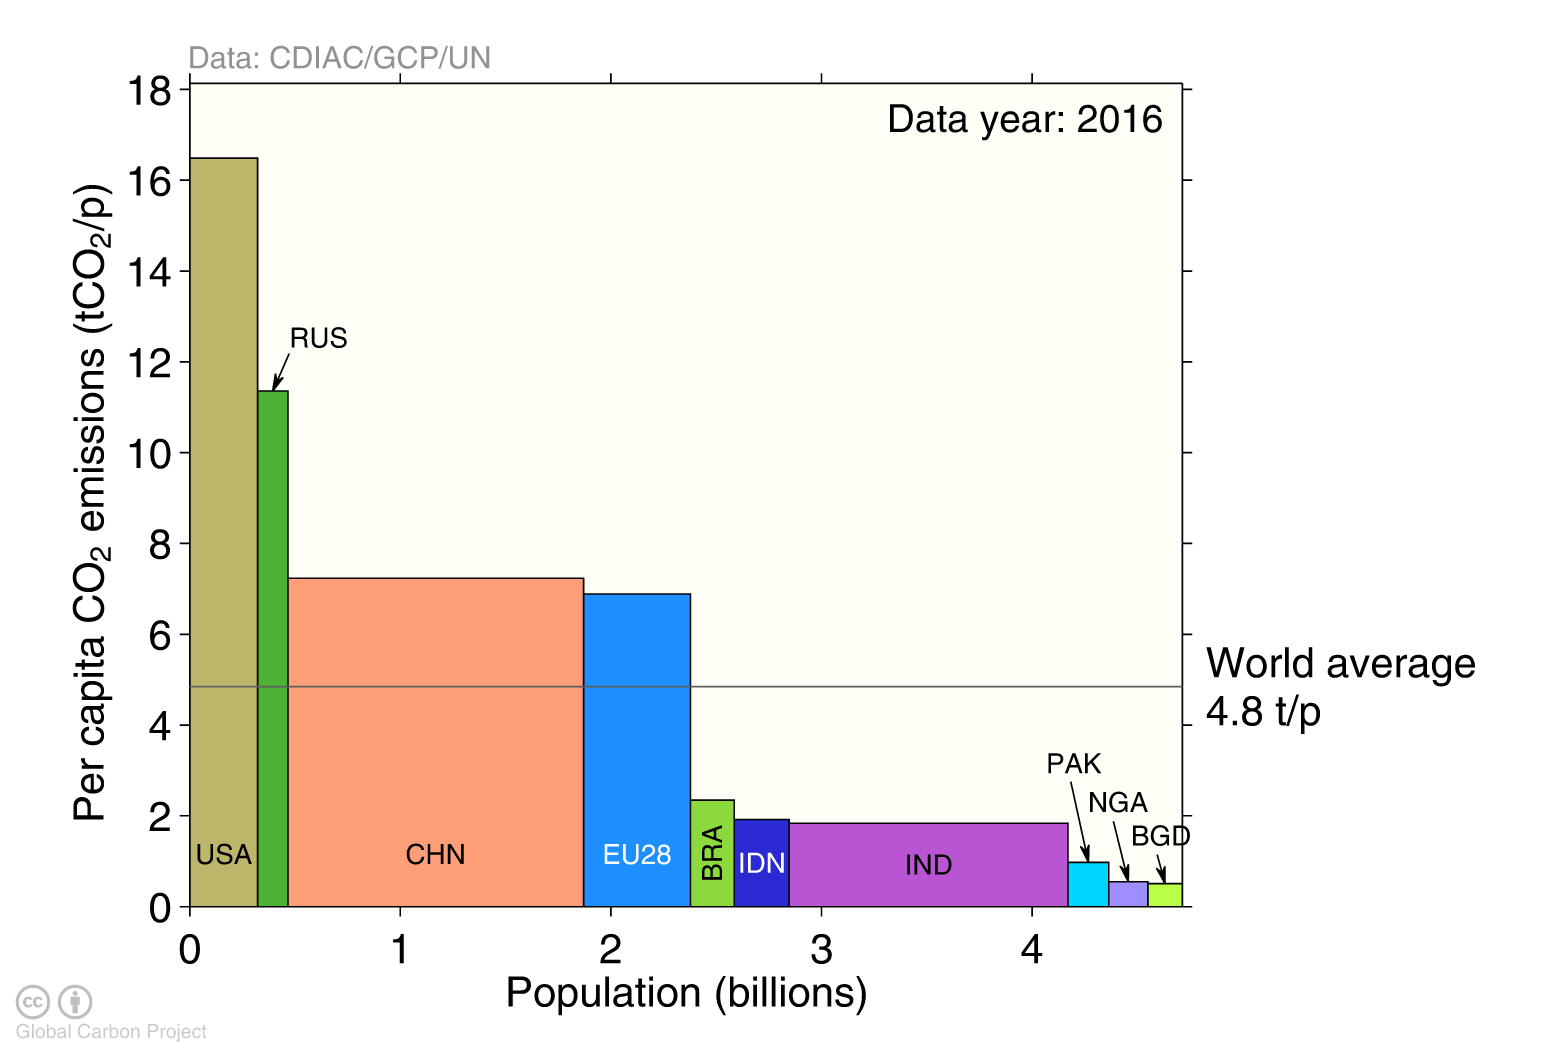 Data: CDIAC/GCP/UN
Data year: 2016
18
16
14
12
10
8
6
4
2
0
Per capita CO₂ emissions (tCO₂/p)
RUS
World average
4.8 t/p
PAK
NGA
BGD
USA
CHN
EU28
BRA
IDN
IND
0 1 2 3 4
Population (billions)
cc
Global Carbon Project